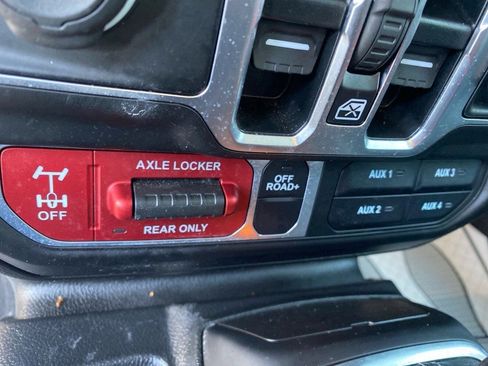 AXLE LOCKER
OFF
REAR ONLY
OFF
ROAD+
AUX 1
AUX 3
AUX 2
AUX 4